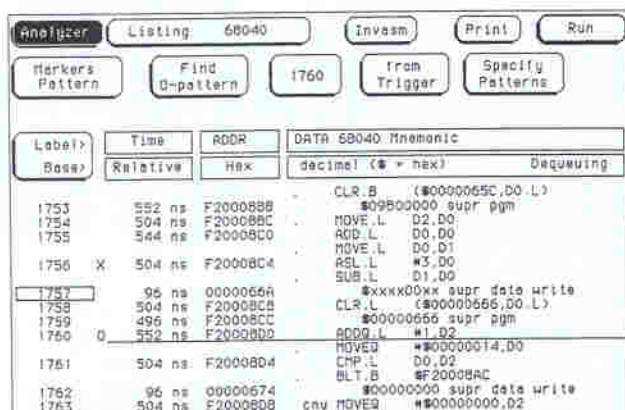 Analyzer Listing 68040 Invasm Print Run
Markers Pattern Find O-pattern 1760 from Trigger Specify Patterns
Label> Time ADDR DATA 68040 Mnemonic
Base> Relative Hex decimal ($ = hex) Dequeuing
. CLR.B ($0000065C,D0.L)
1753 552 ns F20008B8 $09B00000 supr pgm
1754 504 ns F20008BC . MOVE.L D2,D0
1755 544 ns F20008C0 . ADD.L D0,D0
MOVE.L D0,D1
1756 X 504 ns F20008C4 . ASL.L #3,D0
SUB.L D1,D0
1757 96 ns 0000066A $xxxx00xx supr data write
1758 504 ns F20008C8 . CLR.L ($00000666,D0.L)
1759 496 ns F20008CC $00000666 supr pgm
1760 O 552 ns F20008D0 . ADDQ.L #1,D2
MOVEQ #$00000014,D0
1761 504 ns F20008D4 . CMP.L D0,D2
BLT.B $F20008AC
1762 96 ns 00000674 $00000000 supr data write
1763 504 ns F20008D8 MOVEQ #$00000000,D2